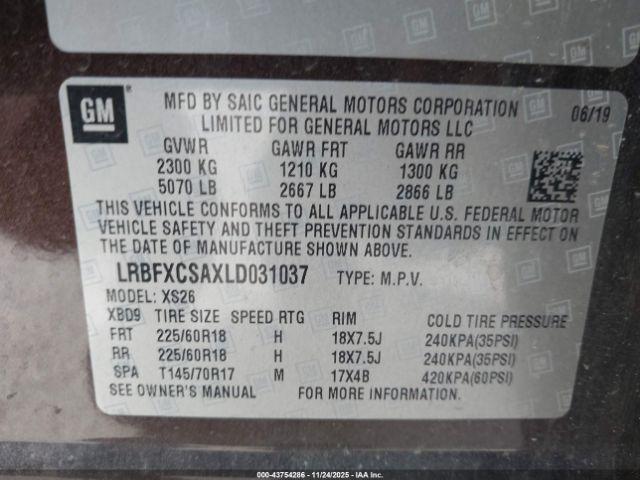 GM
MFD BY SAIC GENERAL MOTORS CORPORATION 06/19
LIMITED FOR GENERAL MOTORS LLC
GVWR GAWR FRT GAWR RR
2300 KG 1210 KG 1300 KG
5070 LB 2667 LB 2866 LB
THIS VEHICLE CONFORMS TO ALL APPLICABLE U.S. FEDERAL MOTOR
VEHICLE SAFETY AND THEFT PREVENTION STANDARDS IN EFFECT ON
THE DATE OF MANUFACTURE SHOWN ABOVE.
LRBFXCSAXLD031037 TYPE: M.P.V.
MODEL: XS26
XBD9 TIRE SIZE SPEED RTG RIM COLD TIRE PRESSURE
FRT 225/60R18 H 18X7.5J 240KPA(35PSI)
RR 225/60R18 H 18X7.5J 240KPA(35PSI)
SPA T145/70R17 M 17X4B 420KPA(60PSI)
SEE OWNER'S MANUAL FOR MORE INFORMATION.
000-43754286 - 11/24/2025 - IAA.CA